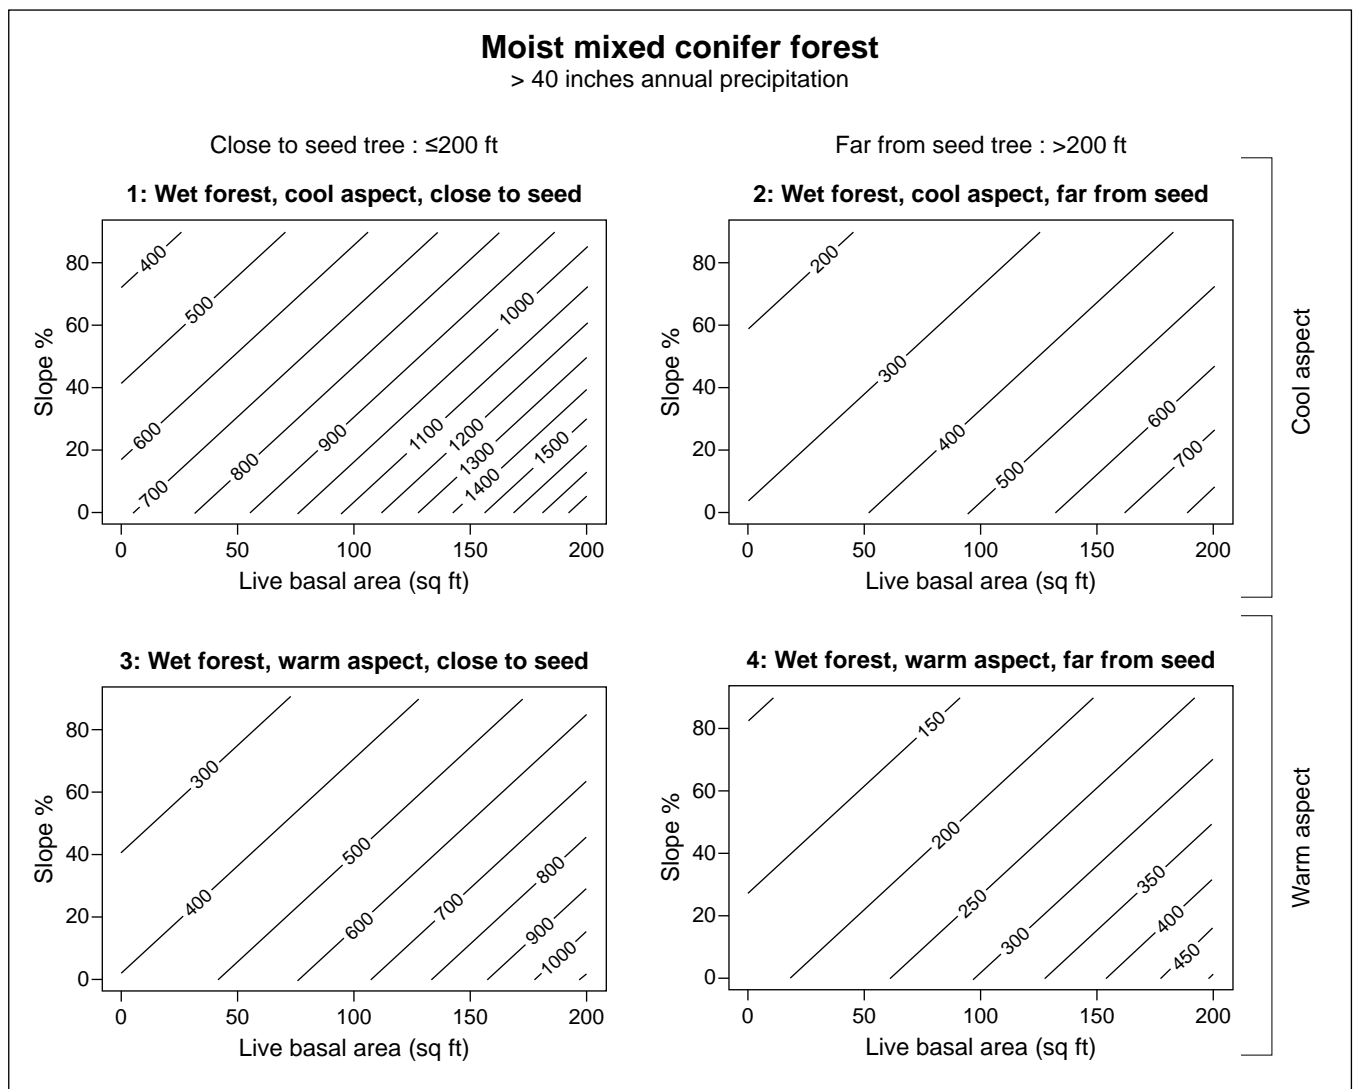 Moist mixed conifer forest
> 40 inches annual precipitation
Close to seed tree : ≤200 ft
Far from seed tree : >200 ft
1: Wet forest, cool aspect, close to seed
400
500
600
700
800
900
1000
1100
1200
1300
1400
1500
80
60
40
20
0
Slope %
0 50 100 150 200
Live basal area (sq ft)
2: Wet forest, cool aspect, far from seed
200
300
400
500
600
700
80
60
40
20
0
Slope %
0 50 100 150 200
Live basal area (sq ft)
Cool aspect
3: Wet forest, warm aspect, close to seed
300
400
500
600
700
800
900
1000
80
60
40
20
0
Slope %
0 50 100 150 200
Live basal area (sq ft)
4: Wet forest, warm aspect, far from seed
150
200
250
300
350
400
450
80
60
40
20
0
Slope %
0 50 100 150 200
Live basal area (sq ft)
Warm aspect